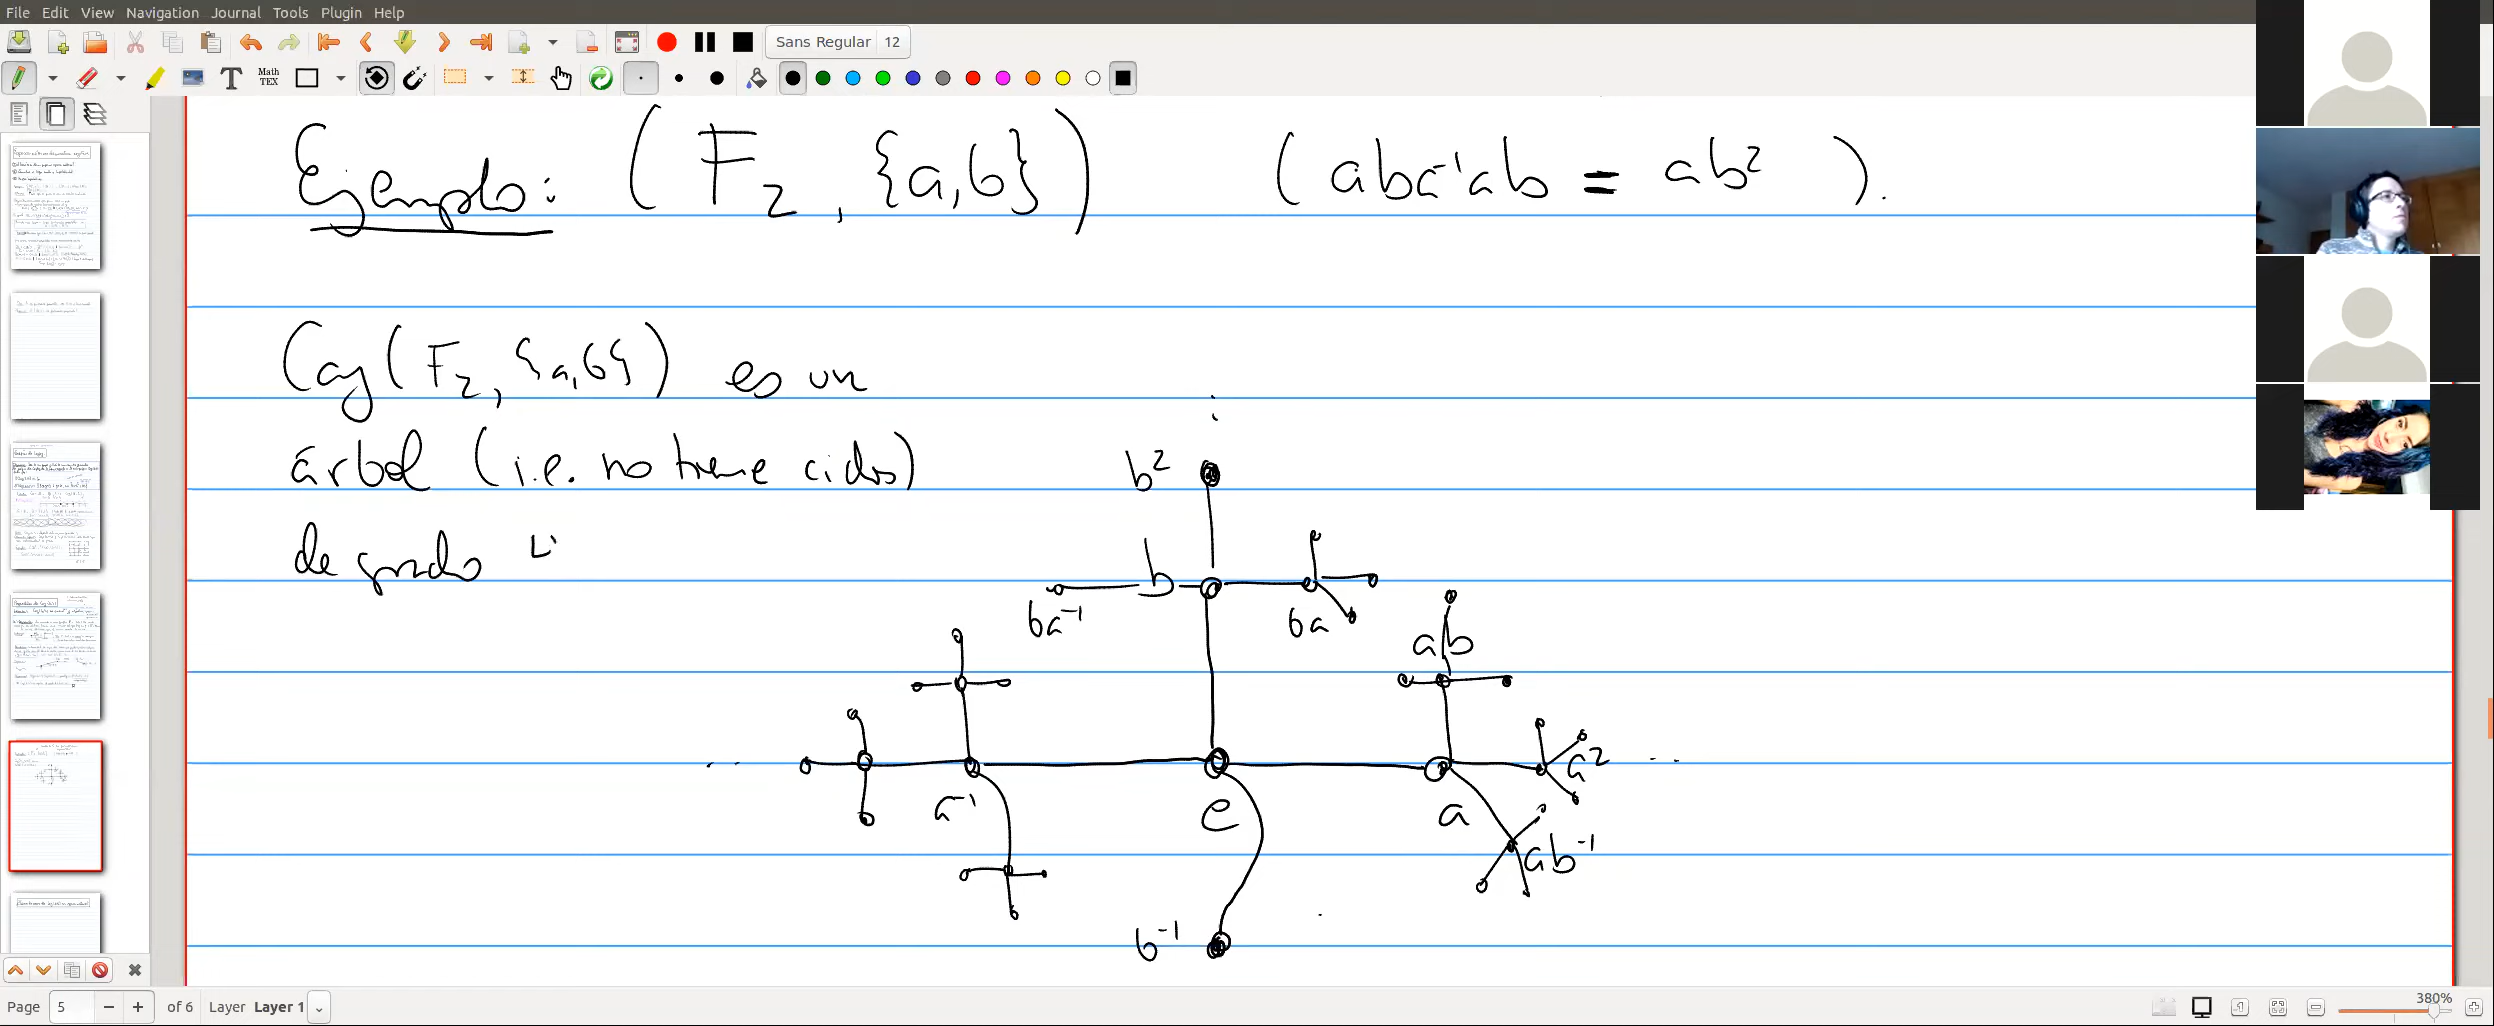 File Edit View Navigation Journal Tools Plugin Help
Sans Regular 12
Math TEX
Ejemplo: (F₂, {a,b}) (aba⁻¹ab = ab²).
Cay(F₂, {a,b}) es un
árbol (i.e. no tiene ciclos)
de grado 4
b²
b
ba⁻¹ ba
ab
a²
a⁻¹ e a
ab⁻¹
b⁻¹
Page 5 of 6 Layer Layer 1 380%